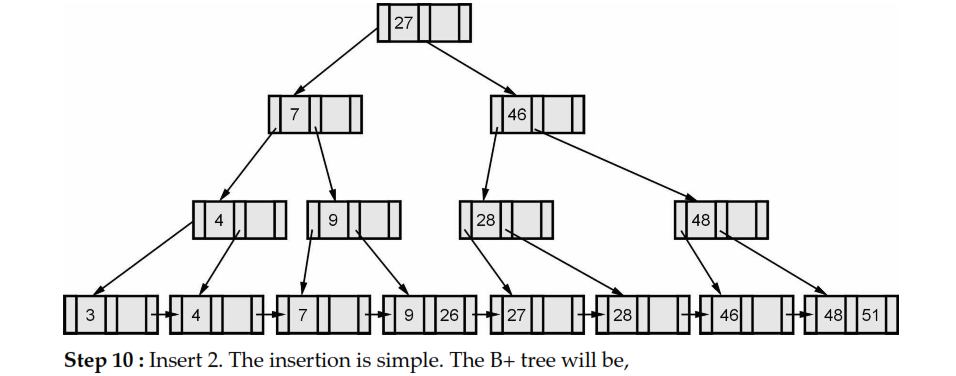 27
7 46
4 9 28 48
3 4 7 9 26 27 28 46 48 51
Step 10 : Insert 2. The insertion is simple. The B+ tree will be,